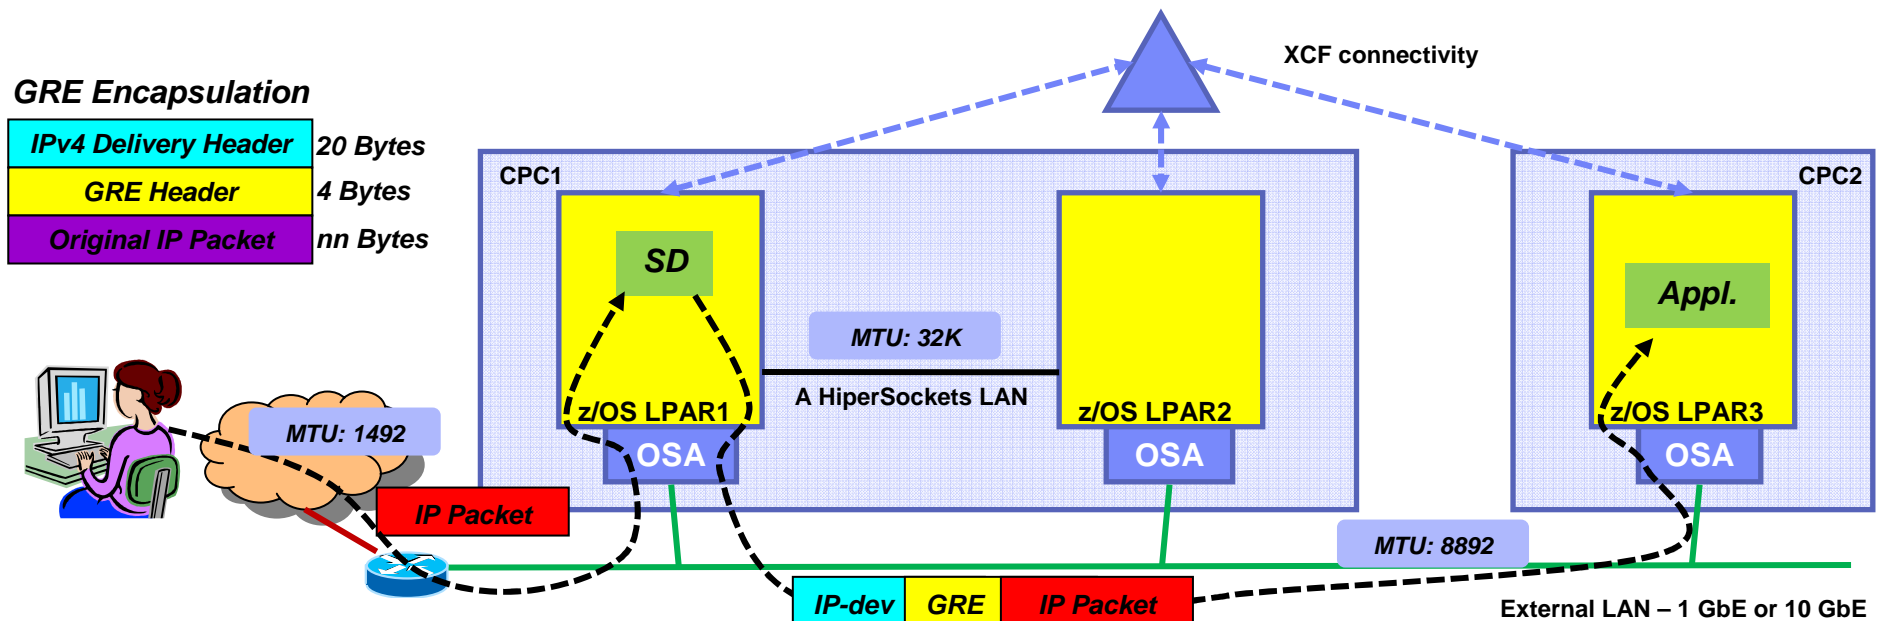 XCF connectivity
GRE Encapsulation
IPv4 Delivery Header 20 Bytes
GRE Header 4 Bytes
Original IP Packet nn Bytes
CPC1
CPC2
SD
Appl.
MTU: 32K
A HiperSockets LAN
z/OS LPAR1
z/OS LPAR2
z/OS LPAR3
MTU: 1492
OSA
OSA
OSA
IP Packet
MTU: 8892
IP-dev GRE IP Packet
External LAN – 1 GbE or 10 GbE